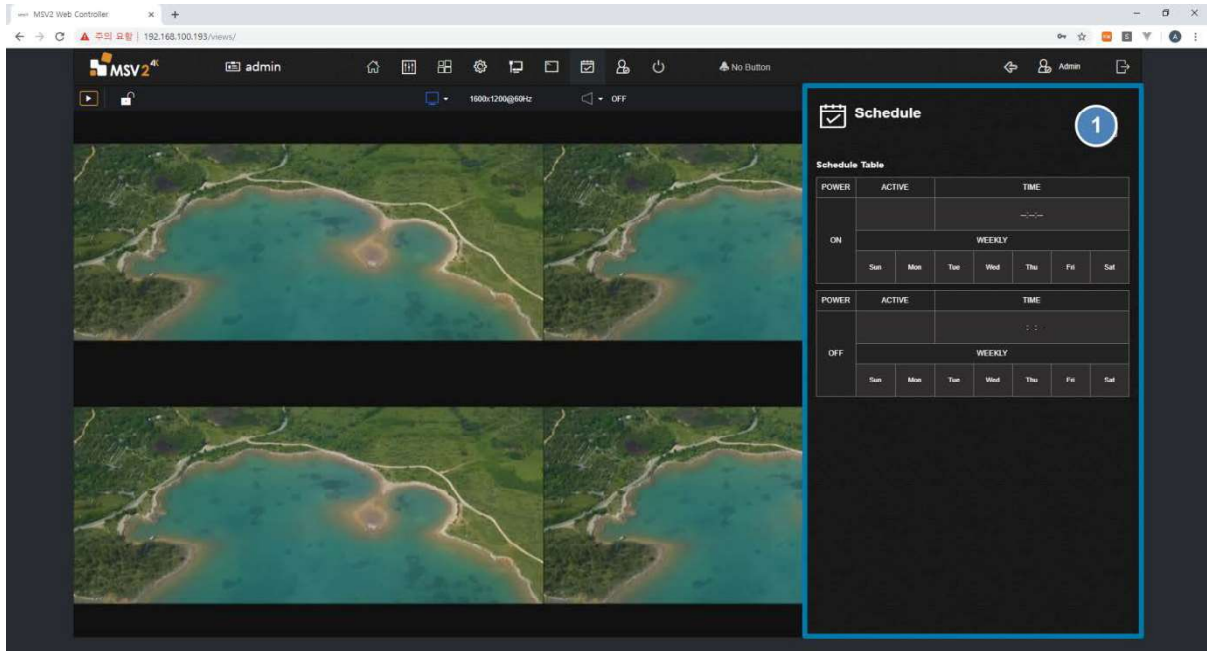 MSV2 Web Controller
주의 요함 192.168.100.193/views/
MSV2 4K admin No Button Admin
1600x1200@60Hz OFF
Schedule 1
Schedule Table
POWER ACTIVE TIME
--:--:--
ON WEEKLY
Sun Mon Tue Wed Thu Fri Sat
POWER ACTIVE TIME
: :
OFF WEEKLY
Sun Mon Tue Wed Thu Fri Sat